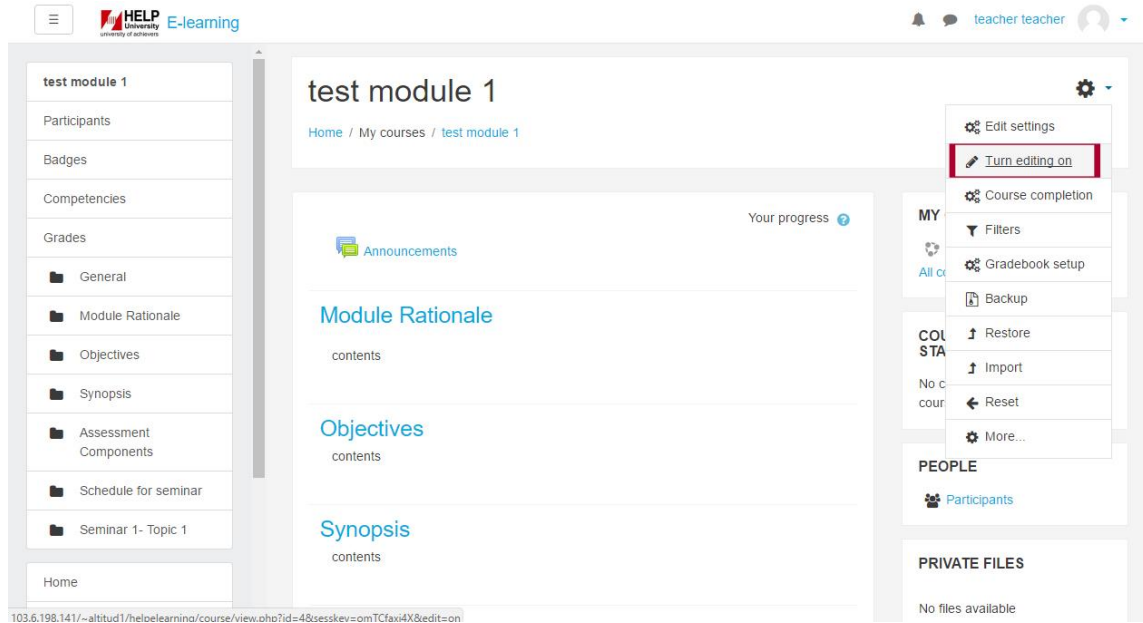 HELP
University
university of achievers
E-learning
teacher teacher
test module 1
Participants
Badges
Competencies
Grades
General
Module Rationale
Objectives
Synopsis
Assessment
Components
Schedule for seminar
Seminar 1- Topic 1
Home
test module 1
Home / My courses / test module 1
Edit settings
Turn editing on
Course completion
Filters
Gradebook setup
Backup
Restore
Import
Reset
More...
Your progress
Announcements
Module Rationale
contents
Objectives
contents
Synopsis
contents
MY
All
STA
No
PEOPLE
Participants
PRIVATE FILES
No files available
103.6.198.141/~altitud1/helpelearning/course/view.php?id=4&sesskey=omTCfaxi4X&edit=on